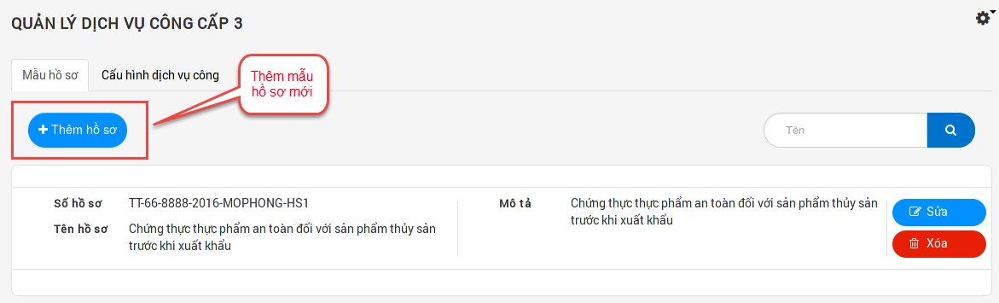 QUẢN LÝ DỊCH VỤ CÔNG CẤP 3
Mẫu hồ sơ
Cấu hình dịch vụ công
Thêm mẫu
hồ sơ mới
Thêm hồ sơ
Tên
Số hồ sơ
TT-66-8888-2016-MOPHONG-HS1
Tên hồ sơ
Chứng thực thực phẩm an toàn đối với sản phẩm thủy sản
trước khi xuất khẩu
Mô tả
Chứng thực thực phẩm an toàn đối với sản phẩm thủy sản
trước khi xuất khẩu
Sửa
Xóa